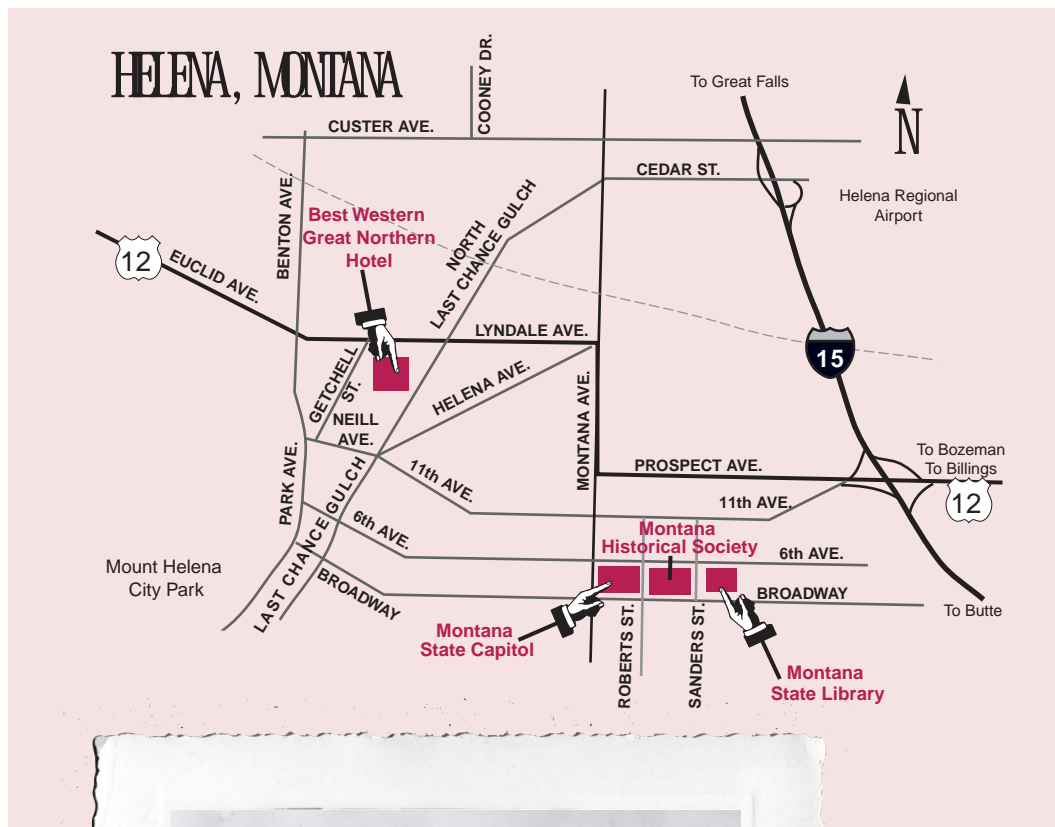 HELENA, MONTANA
COONEY DR.
To Great Falls
N
CUSTER AVE.
CEDAR ST.
Helena Regional
Airport
BENTON AVE.
Best Western
Great Northern
Hotel
NORTH
LAST CHANCE GULCH
12
EUCLID AVE.
LYNDALE AVE.
15
GETCHELL
ST.
HELENA AVE.
MONTANA AVE.
NEILL
AVE.
PARK AVE.
LAST CHANCE GULCH
11th AVE.
PROSPECT AVE.
To Bozeman
To Billings
12
11th AVE.
6th AVE.
Montana
Historical Society
6th AVE.
Mount Helena
City Park
BROADWAY
BROADWAY
To Butte
Montana
State Capitol
ROBERTS ST.
SANDERS ST.
Montana
State Library